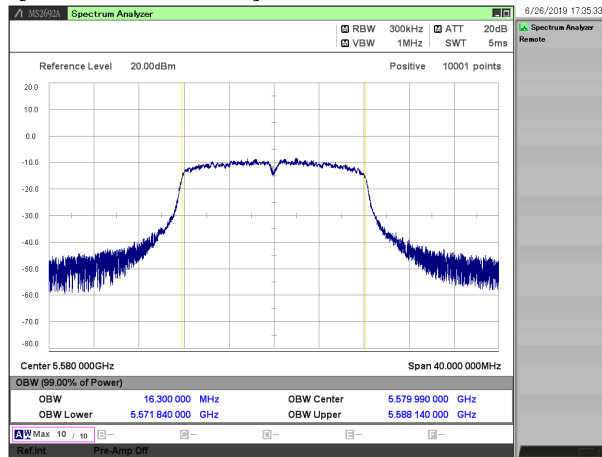 MS2692A Spectrum Analyzer
6/26/2019 17:35:33
Spectrum Analyzer
Remote
M RBW 300kHz M ATT 20dB
M VBW 1MHz SWT 5ms
Reference Level 20.00dBm Positive 10001 points
20.0
10.0
0.0
-10.0
-20.0
-30.0
-40.0
-50.0
-60.0
-70.0
-80.0
Center 5.580 000GHz Span 40.000 000MHz
OBW (99.00% of Power)
OBW 16.300 000 MHz OBW Center 5.579 990 000 GHz
OBW Lower 5.571 840 000 GHz OBW Upper 5.588 140 000 GHz
A W Max 10 / 10 B-- C-- D-- E-- F--
Ref.Int Pre-Amp Off